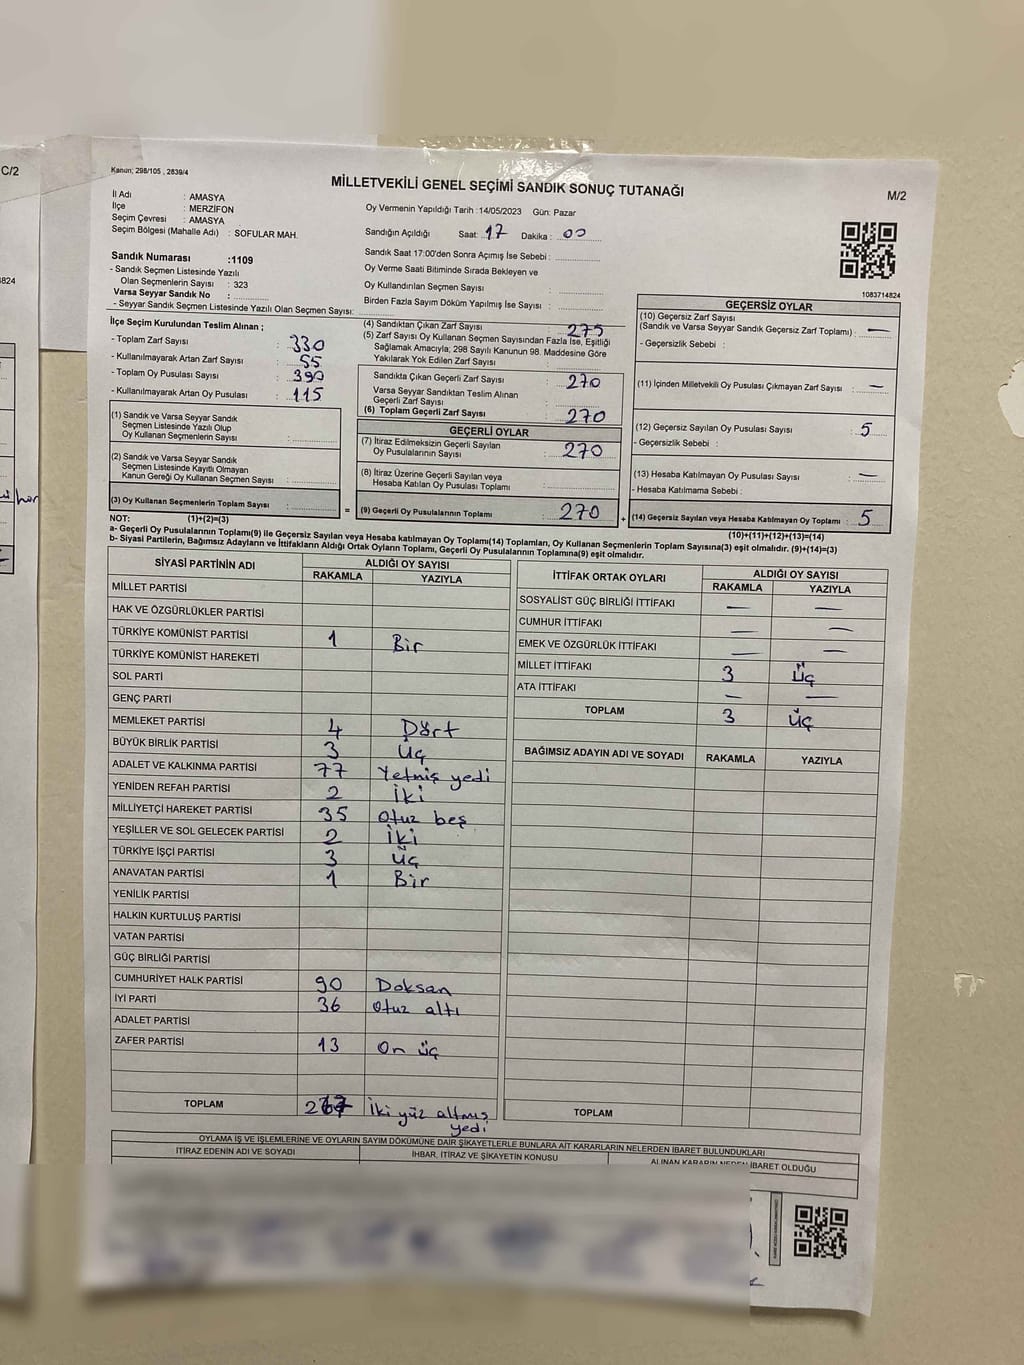 C/2
Kanun; 298/105 , 2839/4
MİLLETVEKİLİ GENEL SEÇİMİ SANDIK SONUÇ TUTANAĞI
M/2
İl Adı : AMASYA
İlçe : MERZİFON
Seçim Çevresi : AMASYA
Seçim Bölgesi (Mahalle Adı) : SOFULAR MAH.
Oy Vermenin Yapıldığı Tarih :14/05/2023 Gün: Pazar
Sandığın Açıldığı Saat: 17 Dakika : 00
Sandık Saat 17:00'den Sonra Açımış İse Sebebi :
Oy Verme Saati Bitiminde Sırada Bekleyen ve
Oy Kullandırılan Seçmen Sayısı :
Birden Fazla Sayım Döküm Yapılmış İse Sayısı :
Sandık Numarası :1109
- Sandık Seçmen Listesinde Yazılı
Olan Seçmenlerin Sayısı : 323
Varsa Seyyar Sandık No :
- Seyyar Sandık Seçmen Listesinde Yazılı Olan Seçmen Sayısı:
1083714824
824
İlçe Seçim Kurulundan Teslim Alınan ;
- Toplam Zarf Sayısı : 330
- Kullanılmayarak Artan Zarf Sayısı : 55
- Toplam Oy Pusulası Sayısı : 390
- Kullanılmayarak Artan Oy Pusulası : 115
(1) Sandık ve Varsa Seyyar Sandık
Seçmen Listesinde Yazılı Olup
Oy Kullanan Seçmenlerin Sayısı :
(2) Sandık ve Varsa Seyyar Sandık
Seçmen Listesinde Kayıtlı Olmayan
Kanun Gereği Oy Kullanan Seçmen Sayısı :
(3) Oy Kullanan Seçmenlerin Toplam Sayısı : =
(4) Sandıktan Çıkan Zarf Sayısı : 275
(5) Zarf Sayısı Oy Kullanan Seçmen Sayısından Fazla İse, Eşitliği
Sağlamak Amacıyla; 298 Sayılı Kanunun 98. Maddesine Göre
Yakılarak Yok Edilen Zarf Sayısı :
Sandıkta Çıkan Geçerli Zarf Sayısı : 270
Varsa Seyyar Sandıktan Teslim Alınan
Geçerli Zarf Sayısı :
(6) Toplam Geçerli Zarf Sayısı : 270
GEÇERLİ OYLAR
(7) İtiraz Edilmeksizin Geçerli Sayılan
Oy Pusulalarının Sayısı : 270
(8) İtiraz Üzerine Geçerli Sayılan veya
Hesaba Katılan Oy Pusulası Toplamı :
(9) Geçerli Oy Pusulalarının Toplamı : 270 +
GEÇERSİZ OYLAR
(10) Geçersiz Zarf Sayısı
(Sandık ve Varsa Seyyar Sandık Geçersiz Zarf Toplamı) : —
- Geçersizlik Sebebi :
(11) İçinden Milletvekili Oy Pusulası Çıkmayan Zarf Sayısı : —
(12) Geçersiz Sayılan Oy Pusulası Sayısı : 5
- Geçersizlik Sebebi :
(13) Hesaba Katılmayan Oy Pusulası Sayısı : —
- Hesaba Katılmama Sebebi :
(14) Geçersiz Sayılan veya Hesaba Katılmayan Oy Toplamı : 5
NOT: (1)+(2)=(3) (10)+(11)+(12)+(13)=(14)
a- Geçerli Oy Pusulalarının Toplamı(9) ile Geçersiz Sayılan veya Hesaba katılmayan Oy Toplamı(14) Toplamları, Oy Kullanan Seçmenlerin Toplam Sayısına(3) eşit olmalıdır. (9)+(14)=(3)
b- Siyasi Partilerin, Bağımsız Adayların ve İttifakların Aldığı Ortak Oyların Toplamı, Geçerli Oy Pusulalarının Toplamına(9) eşit olmalıdır.
SİYASİ PARTİNİN ADI ALDIĞI OY SAYISI
RAKAMLA YAZIYLA
MİLLET PARTİSİ
HAK VE ÖZGÜRLÜKLER PARTİSİ
TÜRKİYE KOMÜNİST PARTİSİ 1 Bir
TÜRKİYE KOMÜNİST HAREKETİ
SOL PARTİ
GENÇ PARTİ
MEMLEKET PARTİSİ 4 Dört
BÜYÜK BİRLİK PARTİSİ 3 Üç
ADALET VE KALKINMA PARTİSİ 77 Yetmiş yedi
YENİDEN REFAH PARTİSİ 2 İki
MİLLİYETÇİ HAREKET PARTİSİ 35 Otuz beş
YEŞİLLER VE SOL GELECEK PARTİSİ 2 İki
TÜRKİYE İŞÇİ PARTİSİ 3 Üç
ANAVATAN PARTİSİ 1 Bir
YENİLİK PARTİSİ
HALKIN KURTULUŞ PARTİSİ
VATAN PARTİSİ
GÜÇ BİRLİĞİ PARTİSİ
CUMHURİYET HALK PARTİSİ 90 Doksan
İYİ PARTİ 36 Otuz altı
ADALET PARTİSİ
ZAFER PARTİSİ 13 On üç
TOPLAM 267 İki yüz altmış
yedi
İTTİFAK ORTAK OYLARI ALDIĞI OY SAYISI
RAKAMLA YAZIYLA
SOSYALİST GÜÇ BİRLİĞİ İTTİFAKI — —
CUMHUR İTTİFAKI — —
EMEK VE ÖZGÜRLÜK İTTİFAKI — —
MİLLET İTTİFAKI 3 Üç
ATA İTTİFAKI — —
TOPLAM 3 Üç
BAĞIMSIZ ADAYIN ADI VE SOYADI RAKAMLA YAZIYLA
TOPLAM
OYLAMA İŞ VE İŞLEMLERİNE VE OYLARIN SAYIM DÖKÜMÜNE DAİR ŞİKAYETLERLE BUNLARA AİT KARARLARIN NELERDEN İBARET BULUNDUKLARI
İTİRAZ EDENİN ADI VE SOYADI İHBAR, İTİRAZ VE ŞİKAYETİN KONUSU ALINAN KARARIN NEDEN İBARET OLDUĞU